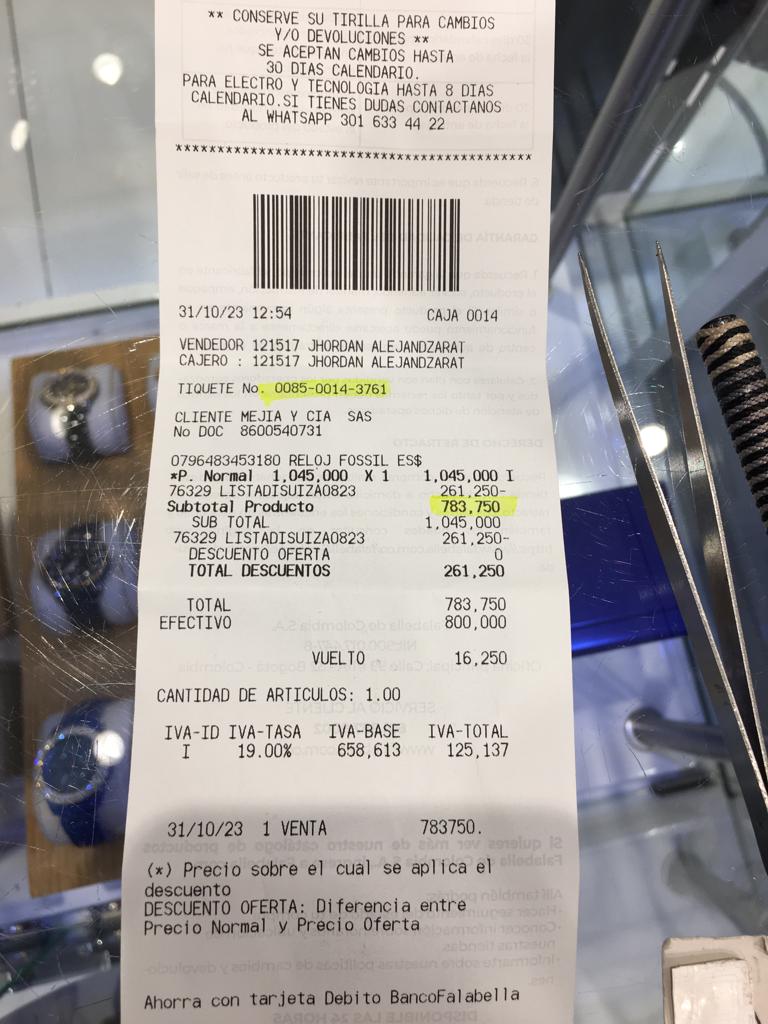 ** CONSERVE SU TIRILLA PARA CAMBIOS
Y/O DEVOLUCIONES **
SE ACEPTAN CAMBIOS HASTA
30 DIAS CALENDARIO.
PARA ELECTRO Y TECNOLOGIA HASTA 8 DIAS
CALENDARIO.SI TIENES DUDAS CONTACTANOS
AL WHATSAPP 301 633 44 22
****************************************
31/10/23 12:54 CAJA 0014
VENDEDOR 121517 JHORDAN ALEJANDZARAT
CAJERO : 121517 JHORDAN ALEJANDZARAT
TIQUETE No. 0085-0014-3761
CLIENTE MEJIA Y CIA SAS
No DOC 8600540731
0796483453180 RELOJ FOSSIL ES$
*P. Normal 1,045,000 X 1 1,045,000 I
76329 LISTADISUIZA0823 261,250-
Subtotal Producto 783,750
SUB TOTAL 1,045,000
76329 LISTADISUIZA0823 261,250-
DESCUENTO OFERTA 0
TOTAL DESCUENTOS 261,250
TOTAL 783,750
EFECTIVO 800,000
VUELTO 16,250
CANTIDAD DE ARTICULOS: 1.00
IVA-ID IVA-TASA IVA-BASE IVA-TOTAL
I 19.00% 658,613 125,137
31/10/23 1 VENTA 783750.
(*) Precio sobre el cual se aplica el
descuento
DESCUENTO OFERTA: Diferencia entre
Precio Normal y Precio Oferta
Ahorra con tarjeta Debito BancoFalabella